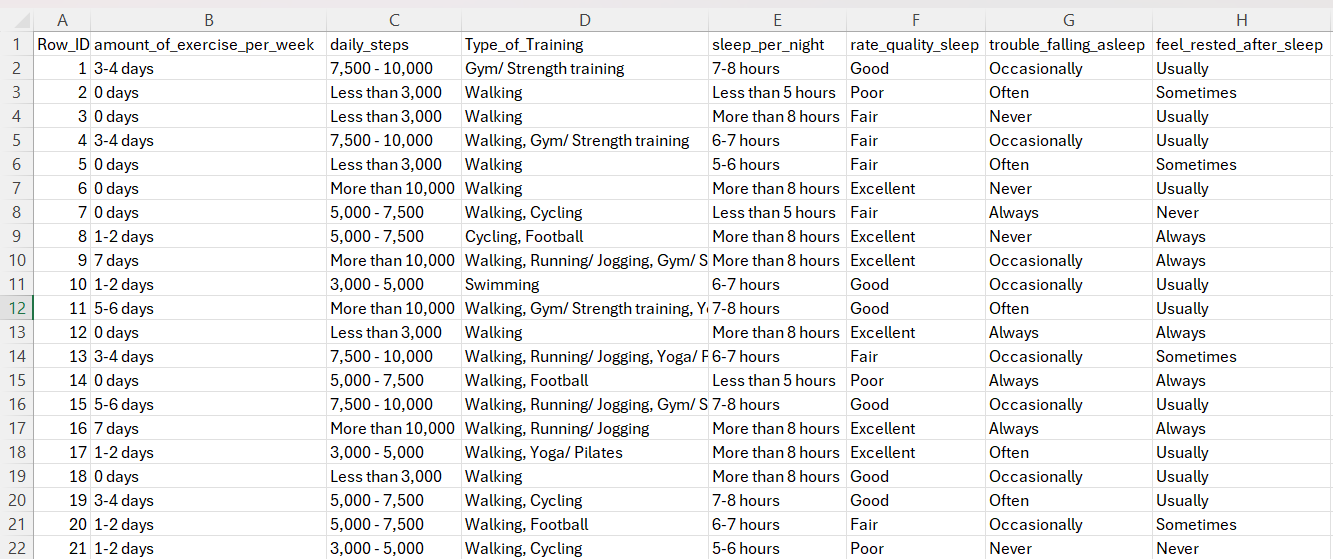 A B C D E F G H
1 Row_ID amount_of_exercise_per_week daily_steps Type_of_Training sleep_per_night rate_quality_sleep trouble_falling_asleep feel_rested_after_sleep
2 1 3-4 days 7,500 - 10,000 Gym/ Strength training 7-8 hours Good Occasionally Usually
3 2 0 days Less than 3,000 Walking Less than 5 hours Poor Often Sometimes
4 3 0 days Less than 3,000 Walking More than 8 hours Fair Never Usually
5 4 3-4 days 7,500 - 10,000 Walking, Gym/ Strength training 6-7 hours Fair Occasionally Usually
6 5 0 days Less than 3,000 Walking 5-6 hours Fair Often Sometimes
7 6 0 days More than 10,000 Walking More than 8 hours Excellent Never Usually
8 7 0 days 5,000 - 7,500 Walking, Cycling Less than 5 hours Fair Always Never
9 8 1-2 days 5,000 - 7,500 Cycling, Football More than 8 hours Excellent Never Always
10 9 7 days More than 10,000 Walking, Running/ Jogging, Gym/ S More than 8 hours Excellent Occasionally Always
11 10 1-2 days 3,000 - 5,000 Swimming 6-7 hours Good Occasionally Usually
12 11 5-6 days More than 10,000 Walking, Gym/ Strength training, Yo 7-8 hours Good Often Usually
13 12 0 days Less than 3,000 Walking More than 8 hours Excellent Always Always
14 13 3-4 days 7,500 - 10,000 Walking, Running/ Jogging, Yoga/ P 6-7 hours Fair Occasionally Sometimes
15 14 0 days 5,000 - 7,500 Walking, Football Less than 5 hours Poor Always Always
16 15 5-6 days 7,500 - 10,000 Walking, Running/ Jogging, Gym/ S 7-8 hours Good Occasionally Usually
17 16 7 days More than 10,000 Walking, Running/ Jogging More than 8 hours Excellent Always Always
18 17 1-2 days 3,000 - 5,000 Walking, Yoga/ Pilates More than 8 hours Excellent Often Usually
19 18 0 days Less than 3,000 Walking More than 8 hours Good Occasionally Usually
20 19 3-4 days 5,000 - 7,500 Walking, Cycling 7-8 hours Good Often Usually
21 20 1-2 days 5,000 - 7,500 Walking, Football 6-7 hours Fair Occasionally Sometimes
22 21 1-2 days 3,000 - 5,000 Walking, Cycling 5-6 hours Poor Never Never